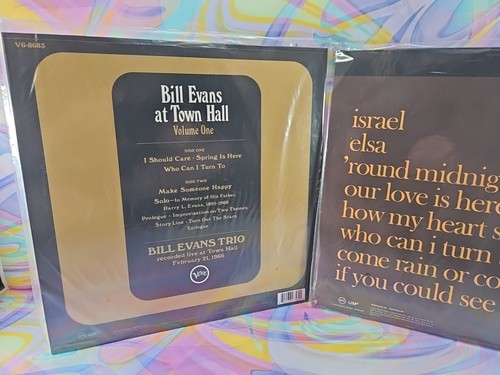 V6-8683
Bill Evans
at Town Hall
Volume One
SIDE ONE
I Should Care · Spring Is Here
Who Can I Turn To
SIDE TWO
Make Someone Happy
Solo—In Memory of His Father,
Harry L. Evans, 1891-1966
Prologue · Improvisation on Two Themes
Story Line · Turn Out The Stars
Epilogue
BILL EVANS TRIO
recorded live at Town Hall
February 21, 1966
Verve
israel
elsa
'round midnig
our love is here
how my heart s
who can i turn
come rain or co
if you could see